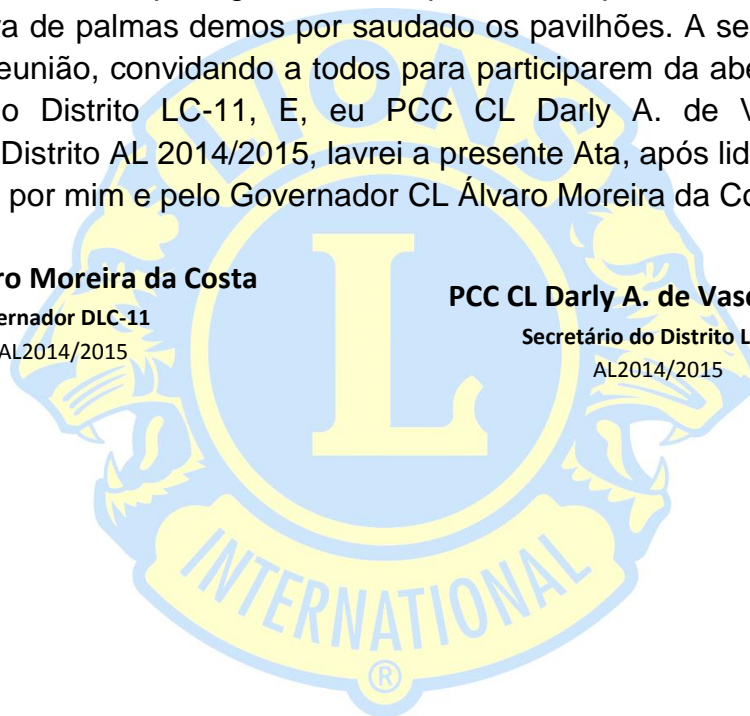 ra de palmas demos por saudado os pavilhões. A se
eunião, convidando a todos para participarem da abe
o Distrito LC-11, E, eu PCC CL Darly A. de V
Distrito AL 2014/2015, lavrei a presente Ata, após lid
por mim e pelo Governador CL Álvaro Moreira da Co
ro Moreira da Costa
ernador DLC-11
AL2014/2015
PCC CL Darly A. de Vasc
Secretário do Distrito L
AL2014/2015
LIONS
L
INTERNATIONAL
®